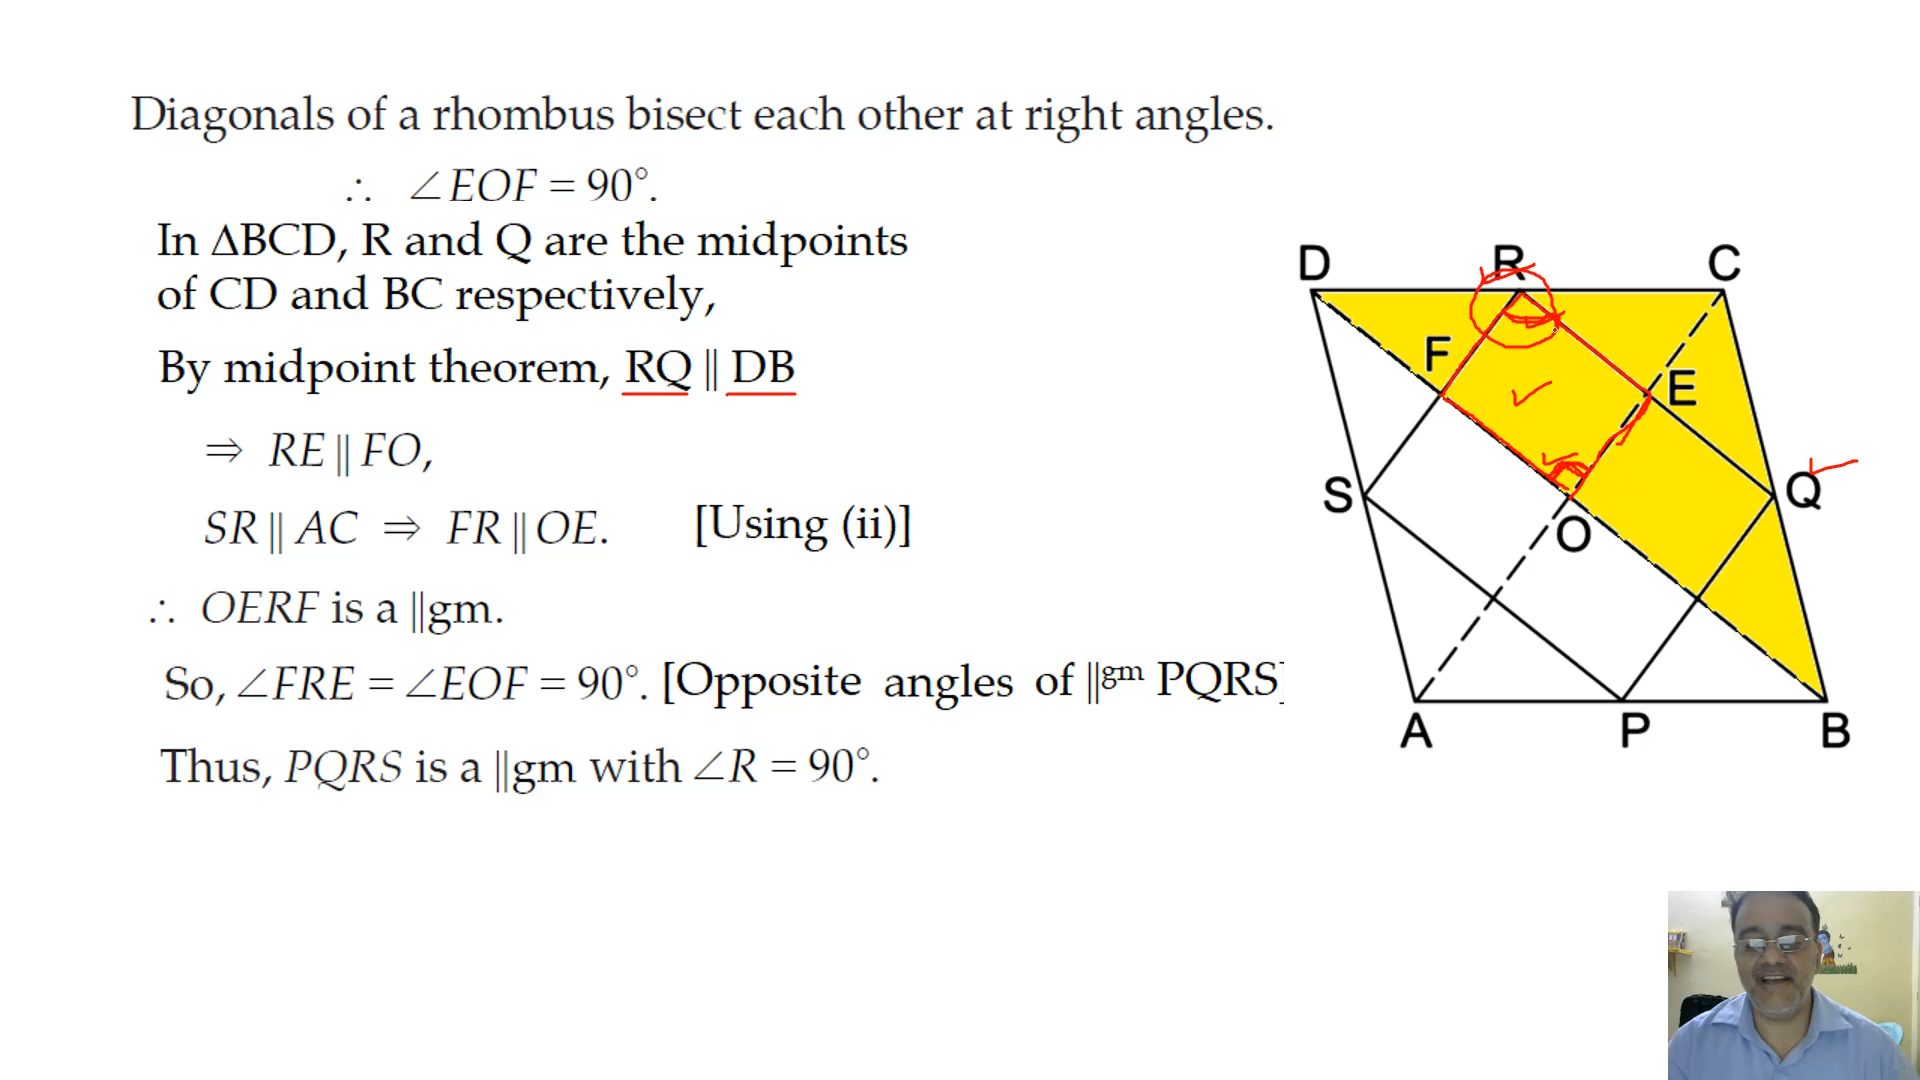 Diagonals of a rhombus bisect each other at right angles.
∴ ∠EOF = 90°.
In ΔBCD, R and Q are the midpoints
of CD and BC respectively,
By midpoint theorem, RQ || DB
⇒ RE || FO,
SR || AC ⇒ FR || OE. [Using (ii)]
∴ OERF is a ||gm.
So, ∠FRE = ∠EOF = 90°. [Opposite angles of ||gm PQRS]
Thus, PQRS is a ||gm with ∠R = 90°.
D R C
F E
S Q
O
A P B